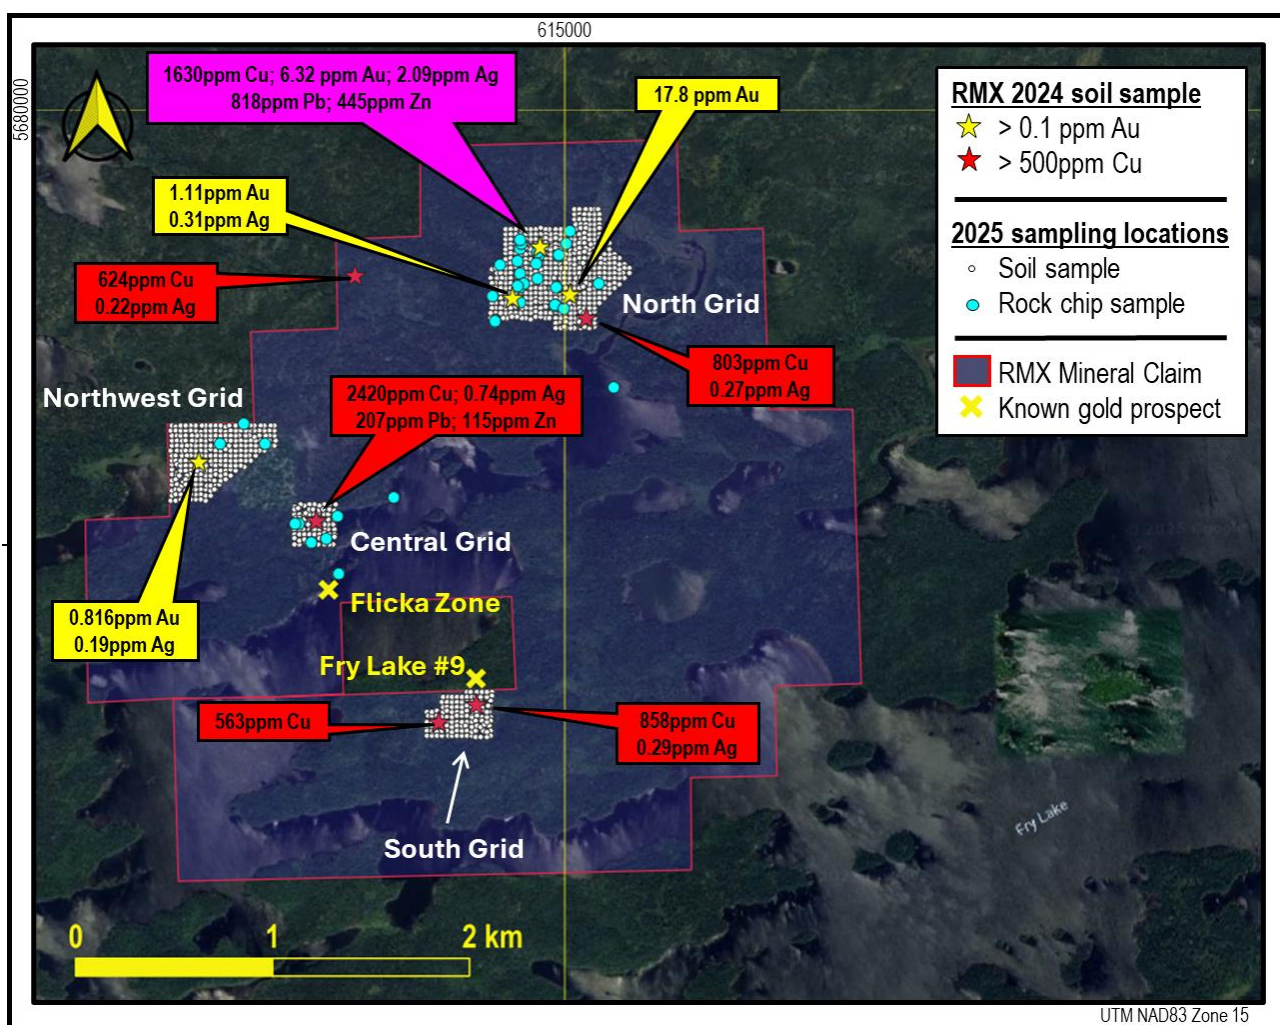 615000
5680000
1630ppm Cu; 6.32 ppm Au; 2.09ppm Ag
818ppm Pb; 445ppm Zn
17.8 ppm Au
RMX 2024 soil sample
> 0.1 ppm Au
> 500ppm Cu
2025 sampling locations
Soil sample
Rock chip sample
RMX Mineral Claim
Known gold prospect
1.11ppm Au
0.31ppm Ag
624ppm Cu
0.22ppm Ag
North Grid
803ppm Cu
0.27ppm Ag
Northwest Grid
2420ppm Cu; 0.74ppm Ag
207ppm Pb; 115ppm Zn
Central Grid
Flicka Zone
0.816ppm Au
0.19ppm Ag
Fry Lake #9
563ppm Cu
858ppm Cu
0.29ppm Ag
South Grid
Fry Lake
0 1 2 km
UTM NAD83 Zone 15